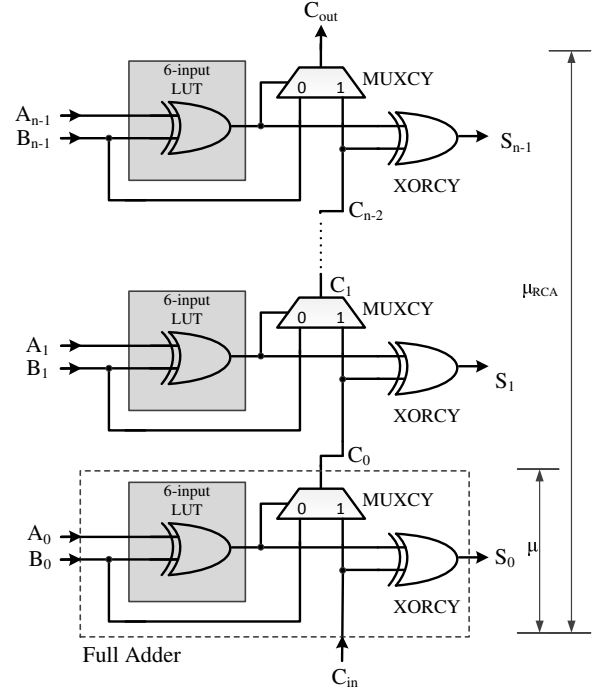 C_out
6-input
LUT
0 1
MUXCY
A_n-1
B_n-1
S_n-1
XORCY
C_n-2
μ_RCA
6-input
LUT
C_1
0 1
MUXCY
A_1
B_1
S_1
XORCY
C_0
6-input
LUT
0 1
MUXCY
A_0
B_0
S_0
μ
XORCY
Full Adder
C_in